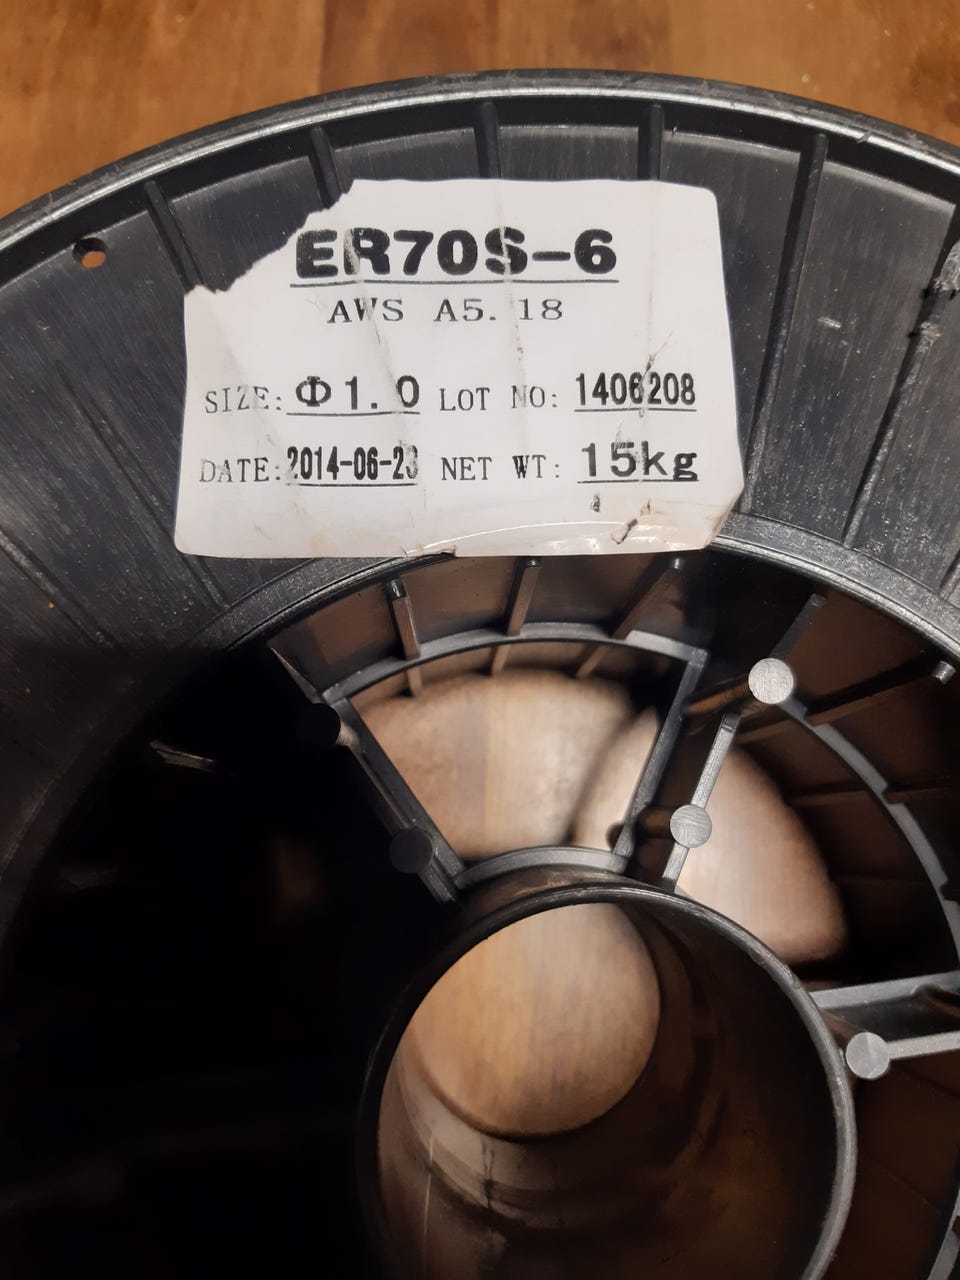 ER70S-6
AWS A5.18
SIZE: Φ1.0 LOT NO: 1406208
DATE: 2014-06-23 NET WT: 15kg